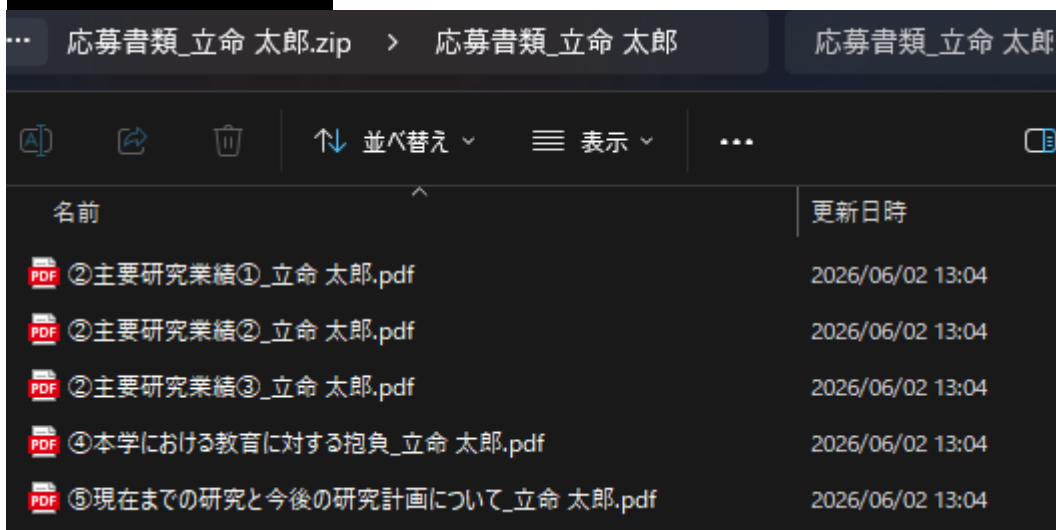 … 応募書類_立命 太郎.zip > 応募書類_立命 太郎 応募書類_立命 太郎
並べ替え 表示 …
名前 更新日時
PDF ②主要研究業績①_立命 太郎.pdf 2026/06/02 13:04
PDF ②主要研究業績②_立命 太郎.pdf 2026/06/02 13:04
PDF ②主要研究業績③_立命 太郎.pdf 2026/06/02 13:04
PDF ④本学における教育に対する抱負_立命 太郎.pdf 2026/06/02 13:04
PDF ⑤現在までの研究と今後の研究計画について_立命 太郎.pdf 2026/06/02 13:04